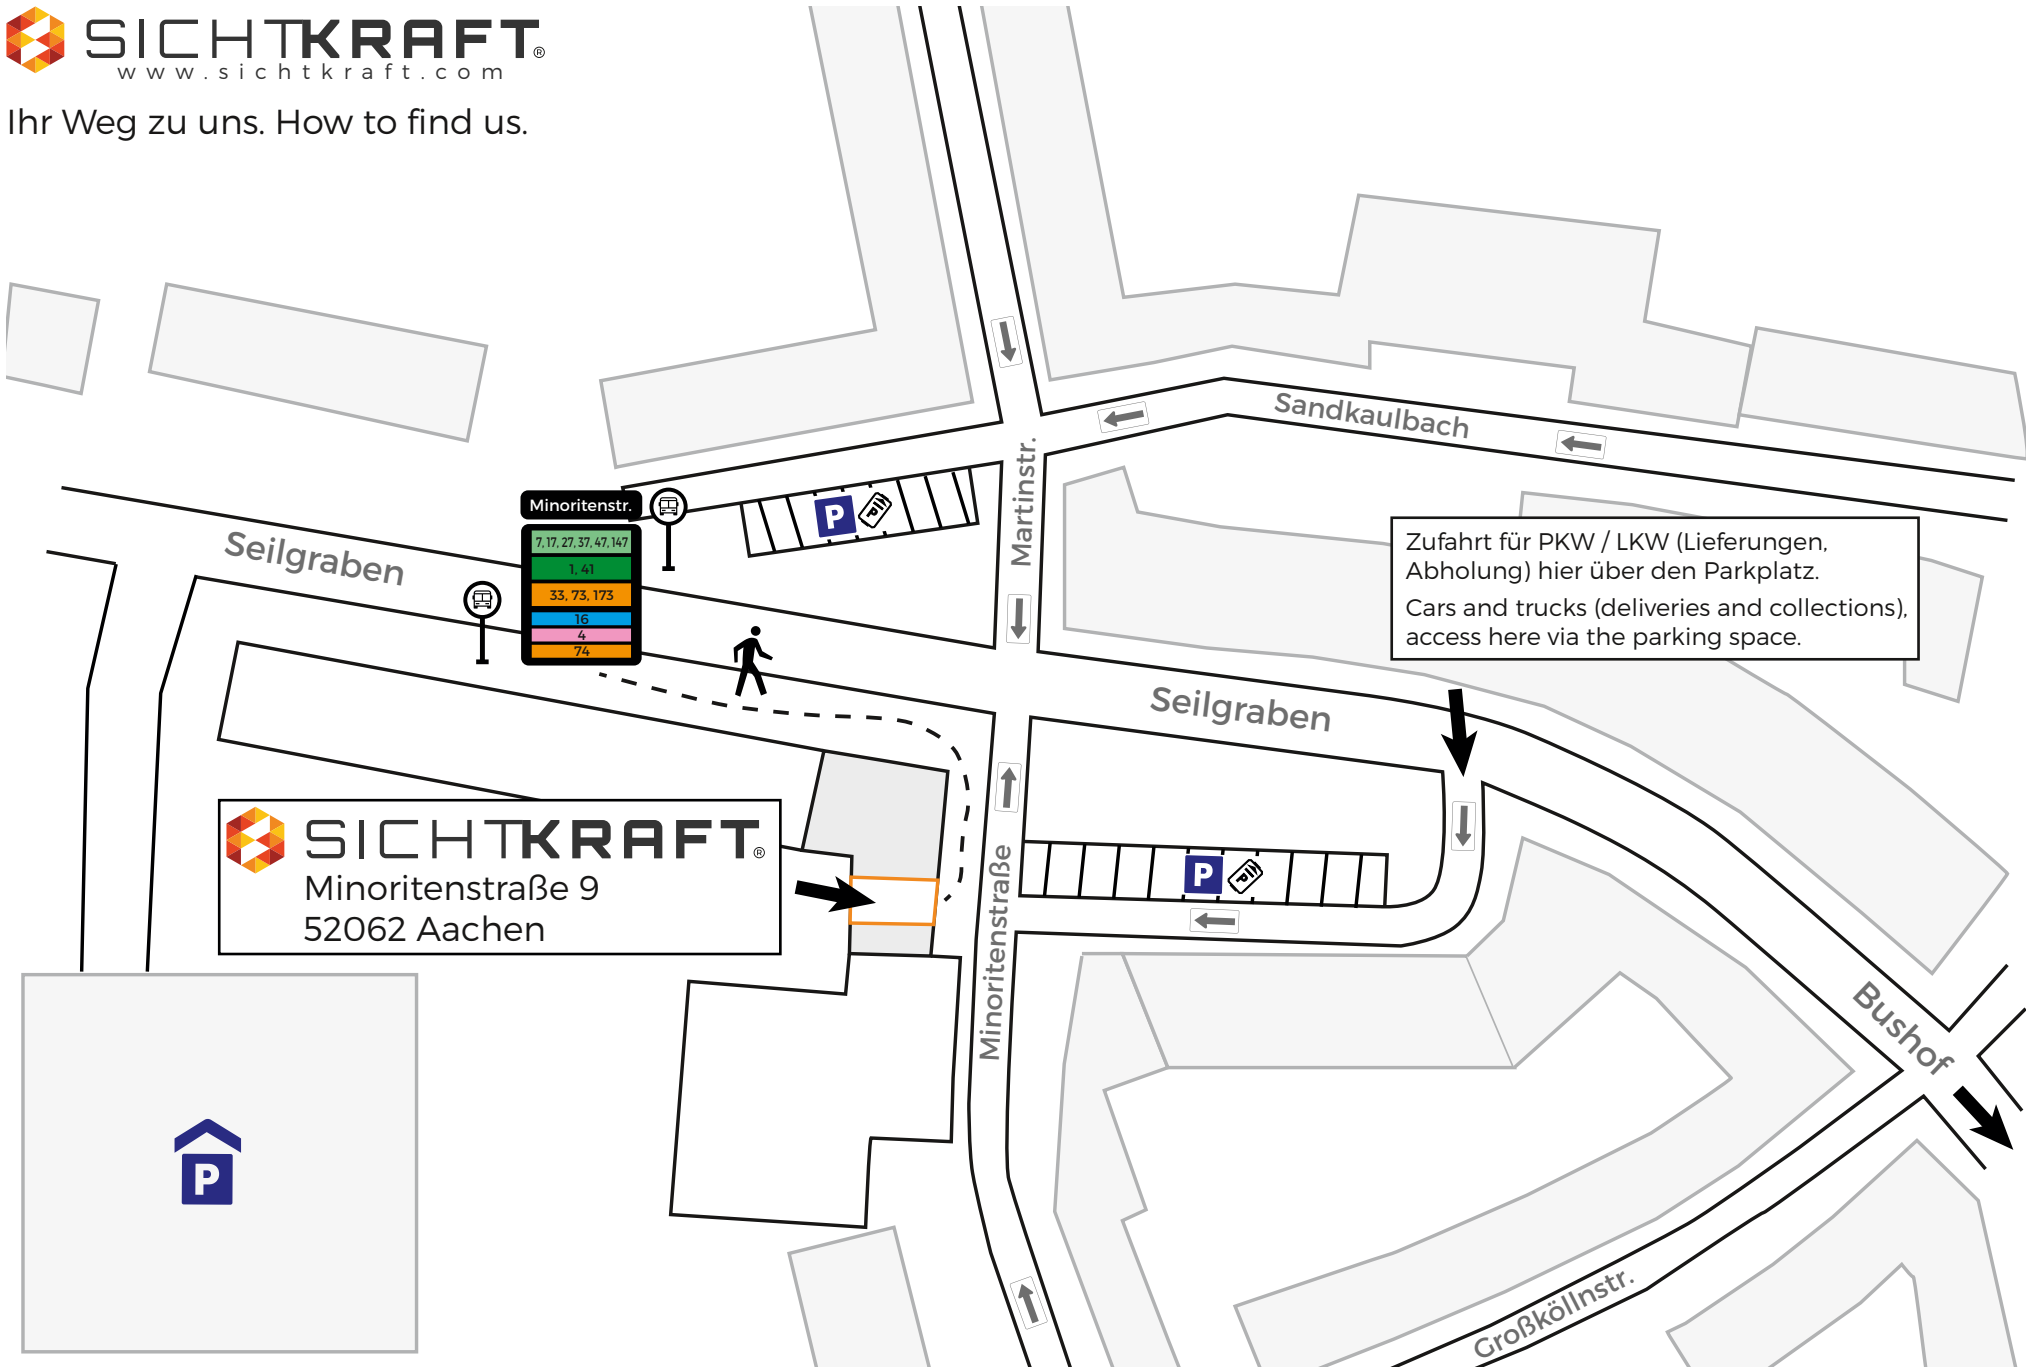 SICHTKRAFT®
www.sichtkraft.com
Ihr Weg zu uns. How to find us.
Sandkaulbach
Martinstr.
Minoritenstr.
7, 17, 27, 37, 47, 147
1, 41
33, 73, 173
16
4
74
Seilgraben
P
P
Zufahrt für PKW / LKW (Lieferungen,
Abholung) hier über den Parkplatz.
Cars and trucks (deliveries and collections),
access here via the parking space.
Seilgraben
SICHTKRAFT®
Minoritenstraße 9
52062 Aachen
Minoritenstraße
P
P
Bushof
P
Großköllnstr.